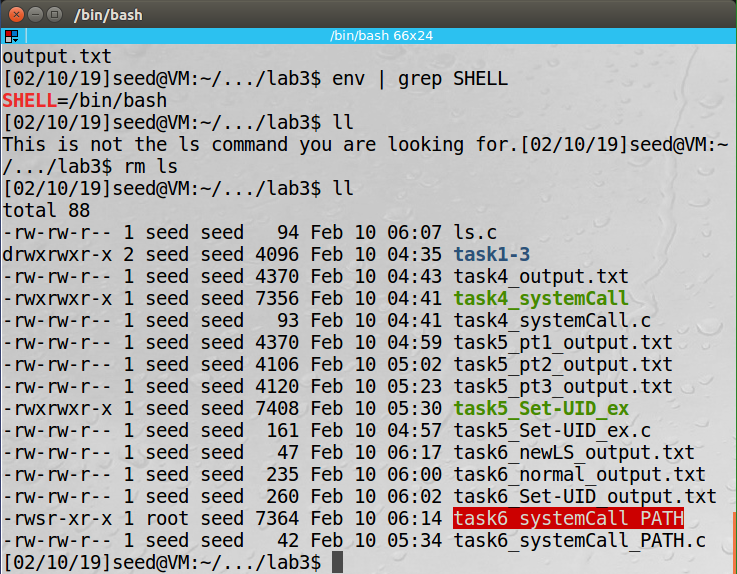 /bin/bash
/bin/bash 66x24
output.txt
[02/10/19]seed@VM:~/.../lab3$ env | grep SHELL
SHELL=/bin/bash
[02/10/19]seed@VM:~/.../lab3$ ll
This is not the ls command you are looking for.[02/10/19]seed@VM:~
/.../lab3$ rm ls
[02/10/19]seed@VM:~/.../lab3$ ll
total 88
-rw-rw-r-- 1 seed seed   94 Feb 10 06:07 ls.c
drwxrwxr-x 2 seed seed 4096 Feb 10 04:35 task1-3
-rw-rw-r-- 1 seed seed 4370 Feb 10 04:43 task4_output.txt
-rwxrwxr-x 1 seed seed 7356 Feb 10 04:41 task4_systemCall
-rw-rw-r-- 1 seed seed   93 Feb 10 04:41 task4_systemCall.c
-rw-rw-r-- 1 seed seed 4370 Feb 10 04:59 task5_pt1_output.txt
-rw-rw-r-- 1 seed seed 4106 Feb 10 05:02 task5_pt2_output.txt
-rw-rw-r-- 1 seed seed 4120 Feb 10 05:23 task5_pt3_output.txt
-rwxrwxr-x 1 seed seed 7408 Feb 10 05:30 task5_Set-UID_ex
-rw-rw-r-- 1 seed seed  161 Feb 10 04:57 task5_Set-UID_ex.c
-rw-rw-r-- 1 seed seed   47 Feb 10 06:17 task6_newLS_output.txt
-rw-rw-r-- 1 seed seed  235 Feb 10 06:00 task6_normal_output.txt
-rw-rw-r-- 1 seed seed  260 Feb 10 06:02 task6_Set-UID_output.txt
-rwsr-xr-x 1 root seed 7364 Feb 10 06:14 task6_systemCall_PATH
-rw-rw-r-- 1 seed seed   42 Feb 10 05:34 task6_systemCall_PATH.c
[02/10/19]seed@VM:~/.../lab3$